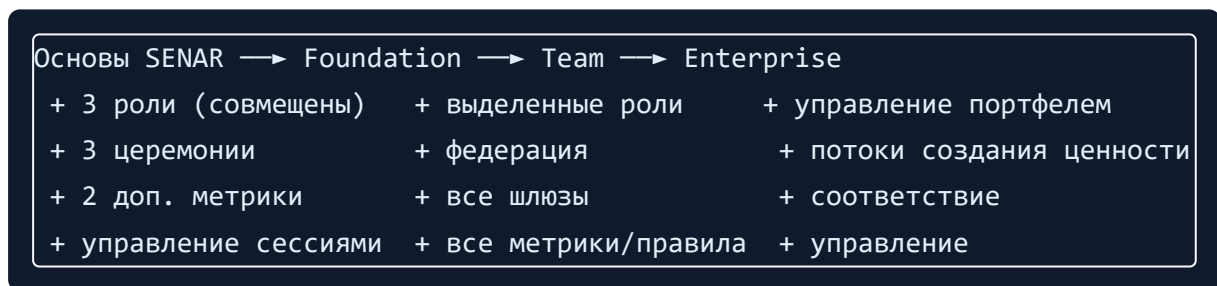 Основы SENAR ──► Foundation ──► Team ──► Enterprise
+ 3 роли (совмещены) + выделенные роли + управление портфелем
+ 3 церемонии + федерация + потоки создания ценности
+ 2 доп. метрики + все шлюзы + соответствие
+ управление сессиями + все метрики/правила + управление